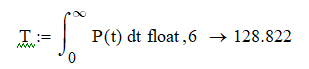 T := ∫₀^∞ P(t) dt float ,6 → 128.822